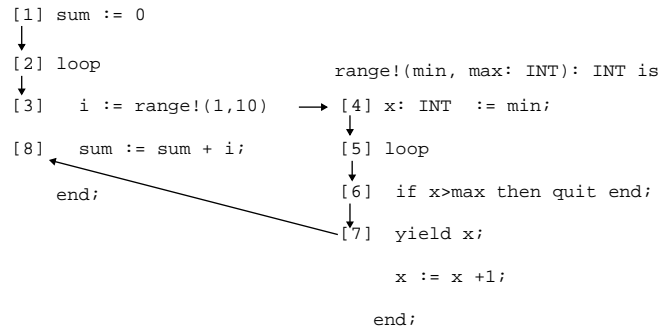 [1] sum := 0
[2] loop
[3] i := range!(1,10)
[8] sum := sum + i;
end;
range!(min, max: INT): INT is
[4] x: INT := min;
[5] loop
[6] if x>max then quit end;
[7] yield x;
x := x +1;
end;